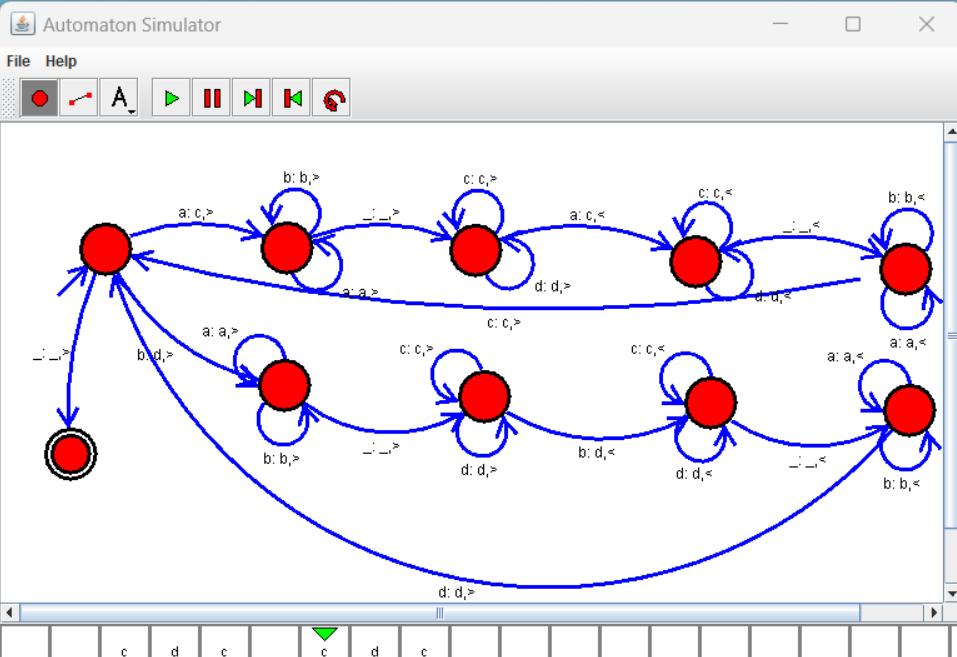 Automaton Simulator
File Help
A
b: b,>
c: c,>
c: c,<
b: b,<
a: c,>
_: _,>
a: c,<
_: _,<
a: a,>
d: d,>
d: d,<
c: c,>
a: a,<
_: _,>
b: d,>
a: a,>
c: c,>
c: c,<
a: a,<
b: b,>
_: _,>
d: d,>
b: d,<
d: d,<
_: _,<
b: b,<
d: d,>
c d c c d c